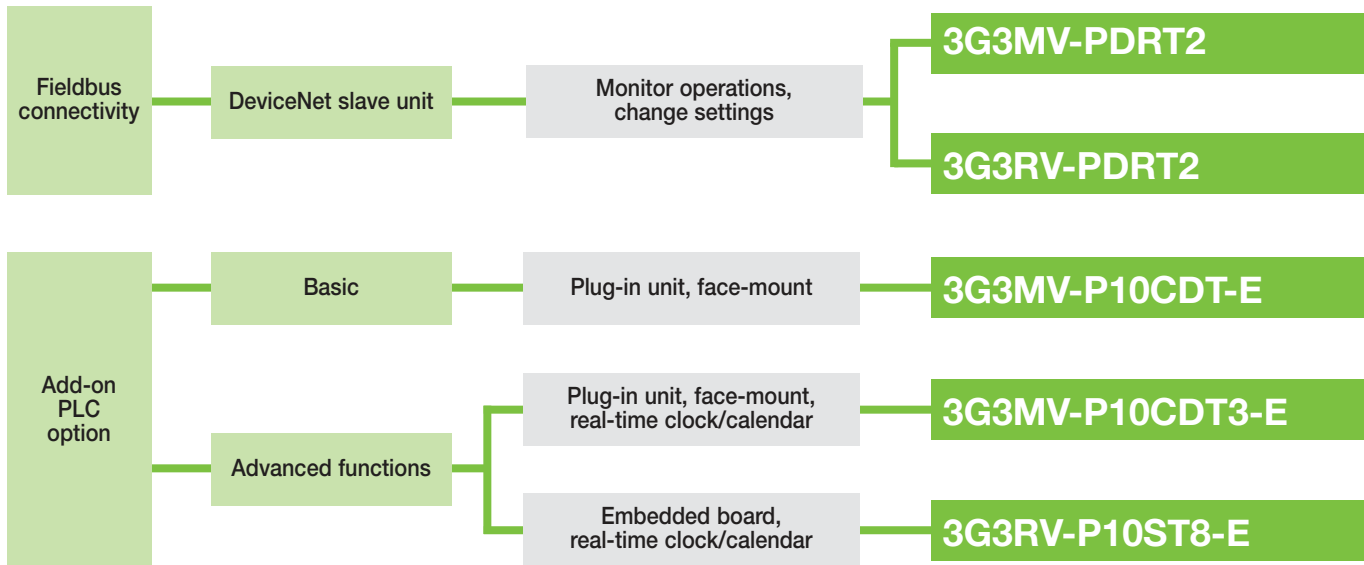 Fieldbus
connectivity
DeviceNet slave unit
Monitor operations,
change settings
3G3MV-PDRT2
3G3RV-PDRT2
Add-on
PLC
option
Basic
Plug-in unit, face-mount
3G3MV-P10CDT-E
Advanced functions
Plug-in unit, face-mount,
real-time clock/calendar
3G3MV-P10CDT3-E
Embedded board,
real-time clock/calendar
3G3RV-P10ST8-E